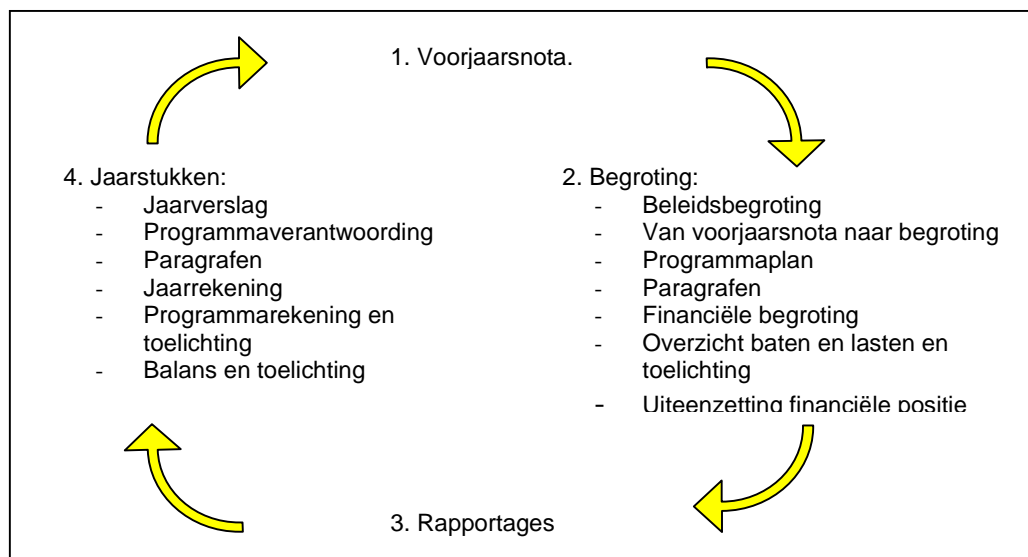 1. Voorjaarsnota.
2. Begroting:
- Beleidsbegroting
- Van voorjaarsnota naar begroting
- Programmaplan
- Paragrafen
- Financiële begroting
- Overzicht baten en lasten en
toelichting
- Uiteenzetting financiële positie
3. Rapportages
4. Jaarstukken:
- Jaarverslag
- Programmaverantwoording
- Paragrafen
- Jaarrekening
- Programmarekening en
toelichting
- Balans en toelichting